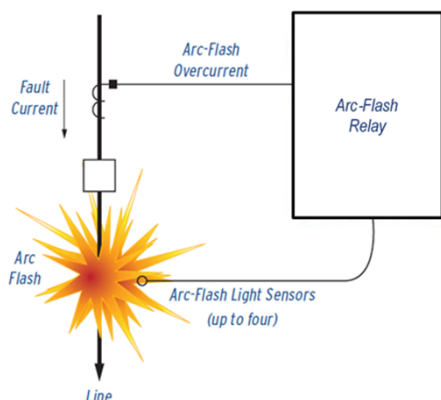 Arc-Flash
Overcurrent
Fault
Current
Arc-Flash
Relay
Arc
Flash
Arc-Flash Light Sensors
(up to four)
Line